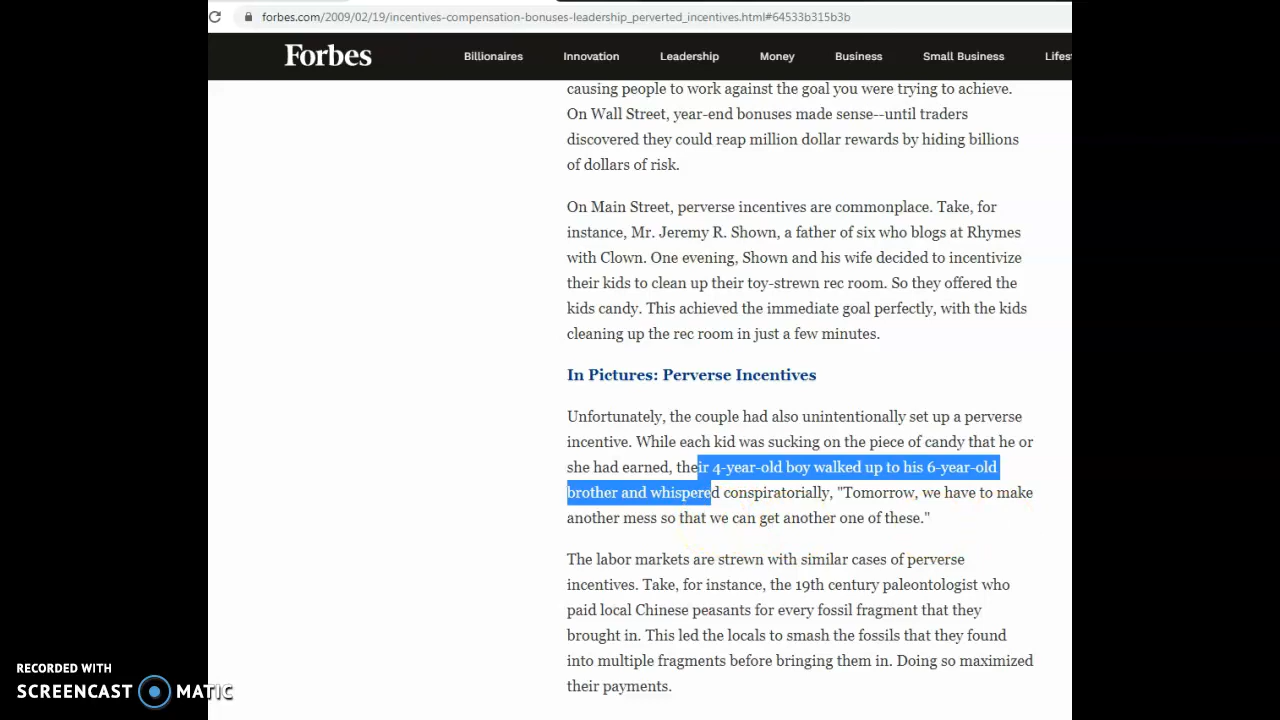 forbes.com/2009/02/19/incentives-compensation-bonuses-leadership_perverted_incentives.html#64533b315b3b
Forbes Billionaires Innovation Leadership Money Business Small Business Lifes
causing people to work against the goal you were trying to achieve.
On Wall Street, year-end bonuses made sense--until traders
discovered they could reap million dollar rewards by hiding billions
of dollars of risk.
On Main Street, perverse incentives are commonplace. Take, for
instance, Mr. Jeremy R. Shown, a father of six who blogs at Rhymes
with Clown. One evening, Shown and his wife decided to incentivize
their kids to clean up their toy-strewn rec room. So they offered the
kids candy. This achieved the immediate goal perfectly, with the kids
cleaning up the rec room in just a few minutes.
In Pictures: Perverse Incentives
Unfortunately, the couple had also unintentionally set up a perverse
incentive. While each kid was sucking on the piece of candy that he or
she had earned, their 4-year-old boy walked up to his 6-year-old
brother and whispered conspiratorially, "Tomorrow, we have to make
another mess so that we can get another one of these."
The labor markets are strewn with similar cases of perverse
incentives. Take, for instance, the 19th century paleontologist who
paid local Chinese peasants for every fossil fragment that they
brought in. This led the locals to smash the fossils that they found
into multiple fragments before bringing them in. Doing so maximized
their payments.
RECORDED WITH
SCREENCAST MATIC